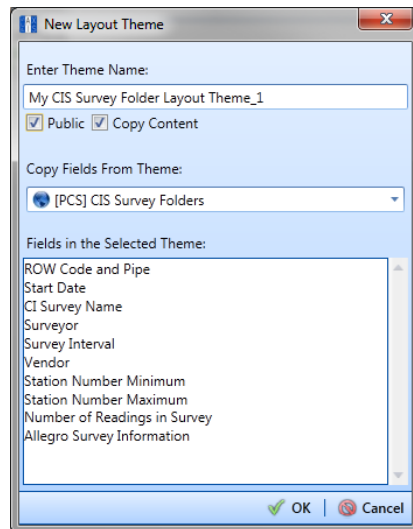 New Layout Theme
Enter Theme Name:
My CIS Survey Folder Layout Theme_1
Public Copy Content
Copy Fields From Theme:
[PCS] CIS Survey Folders
Fields in the Selected Theme:
ROW Code and Pipe
Start Date
CI Survey Name
Surveyor
Survey Interval
Vendor
Station Number Minimum
Station Number Maximum
Number of Readings in Survey
Allegro Survey Information
OK | Cancel